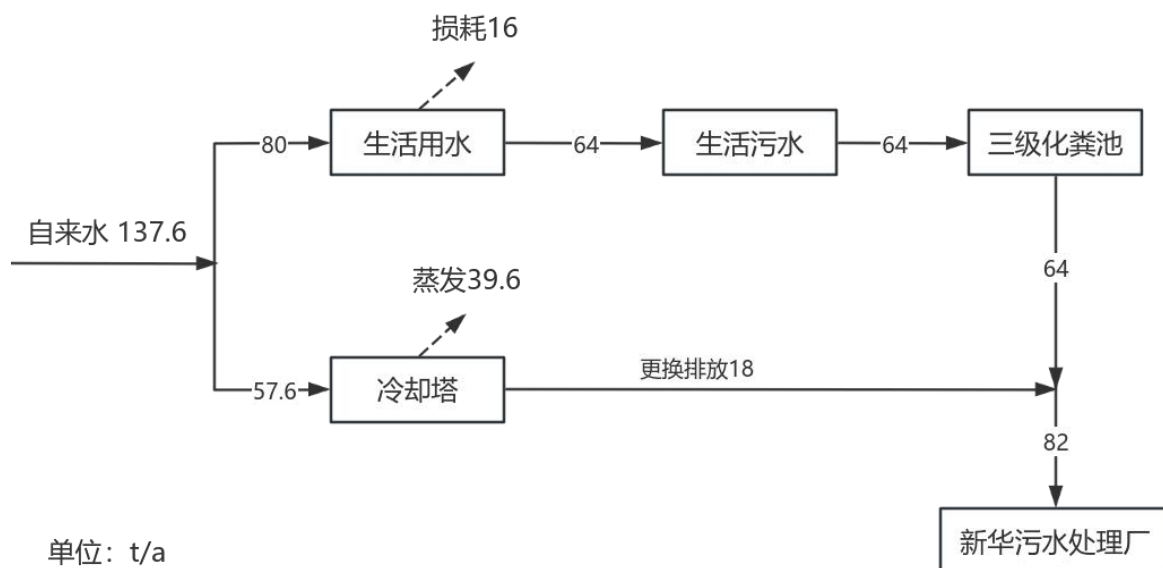 损耗16
80
生活用水
64
生活污水
64
三级化粪池
自来水 137.6
64
蒸发39.6
57.6
冷却塔
更换排放18
82
新华污水处理厂
单位：t/a